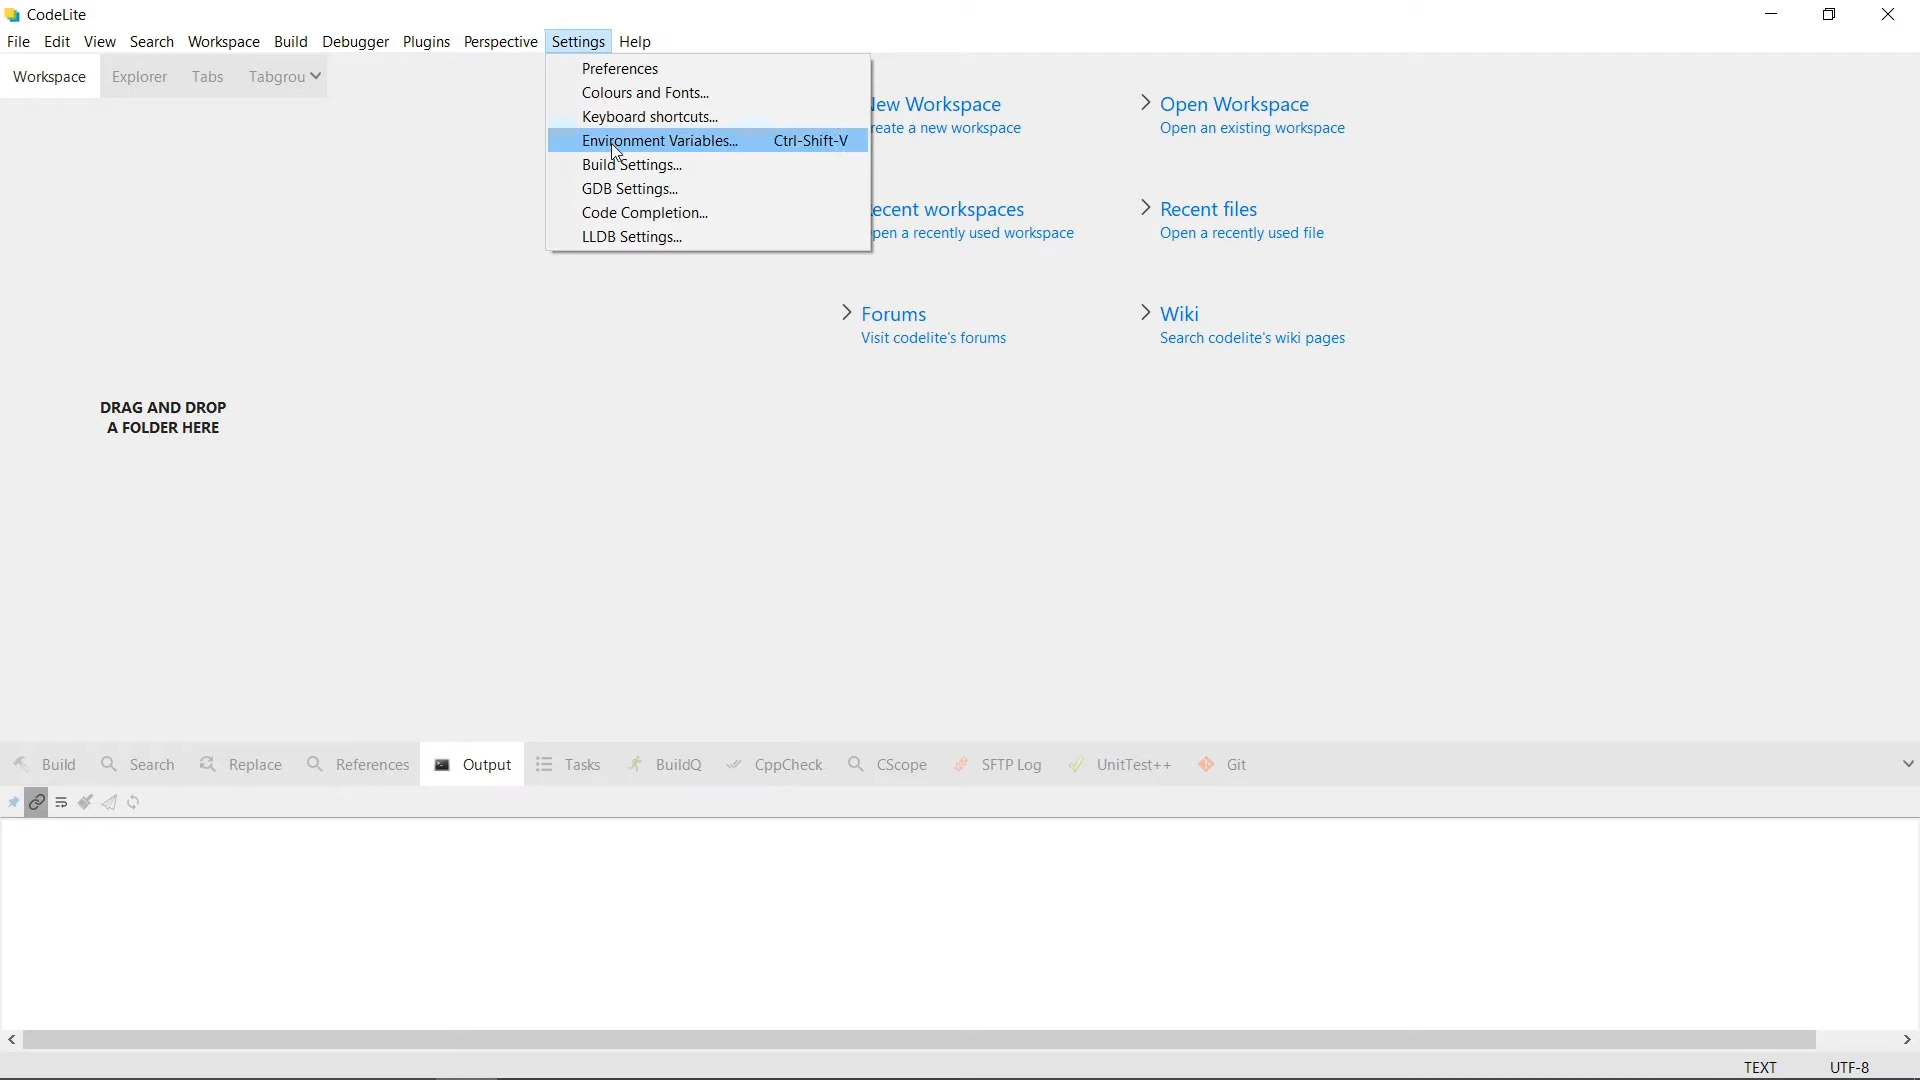 CodeLite
File Edit View Search Workspace Build Debugger Plugins Perspective Settings Help
Workspace Explorer Tabs Tabgrou
Preferences
Colours and Fonts...
Keyboard shortcuts...
Environment Variables... Ctrl-Shift-V
Build Settings...
GDB Settings...
Code Completion...
LLDB Settings...
New Workspace
reate a new workspace
Open Workspace
Open an existing workspace
ecent workspaces
pen a recently used workspace
Recent files
Open a recently used file
Forums
Visit codelite's forums
Wiki
Search codelite's wiki pages
DRAG AND DROP
A FOLDER HERE
Build Search Replace References Output Tasks BuildQ CppCheck CScope SFTP Log UnitTest++ Git
TEXT UTF-8